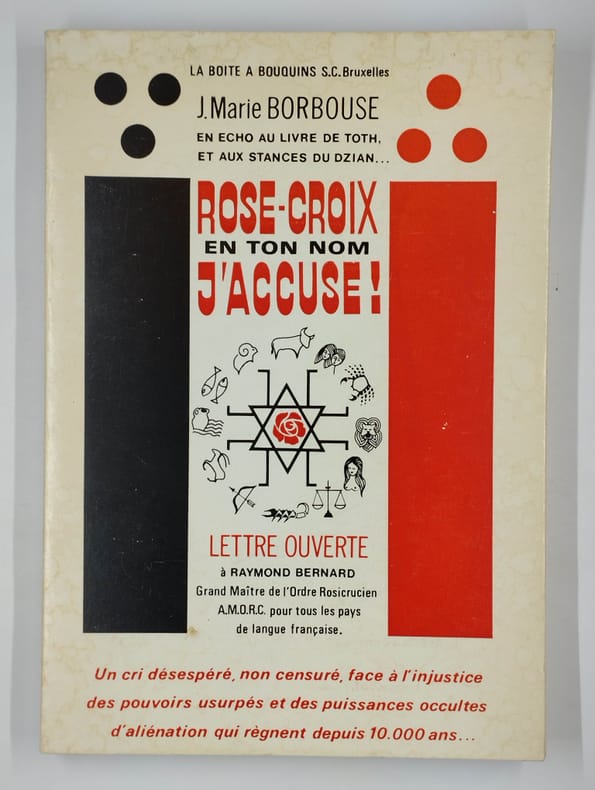 LA BOITE A BOUQUINS S.C. Bruxelles
J. Marie BORBOUSE
EN ECHO AU LIVRE DE TOTH,
ET AUX STANCES DU DZIAN...
ROSE-CROIX
EN TON NOM
J'ACCUSE!
LETTRE OUVERTE
à RAYMOND BERNARD
Grand Maître de l'Ordre Rosicrucien
A.M.O.R.C. pour tous les pays
de langue française.
Un cri désespéré, non censuré, face à l'injustice
des pouvoirs usurpés et des puissances occultes
d'aliénation qui règnent depuis 10.000 ans...